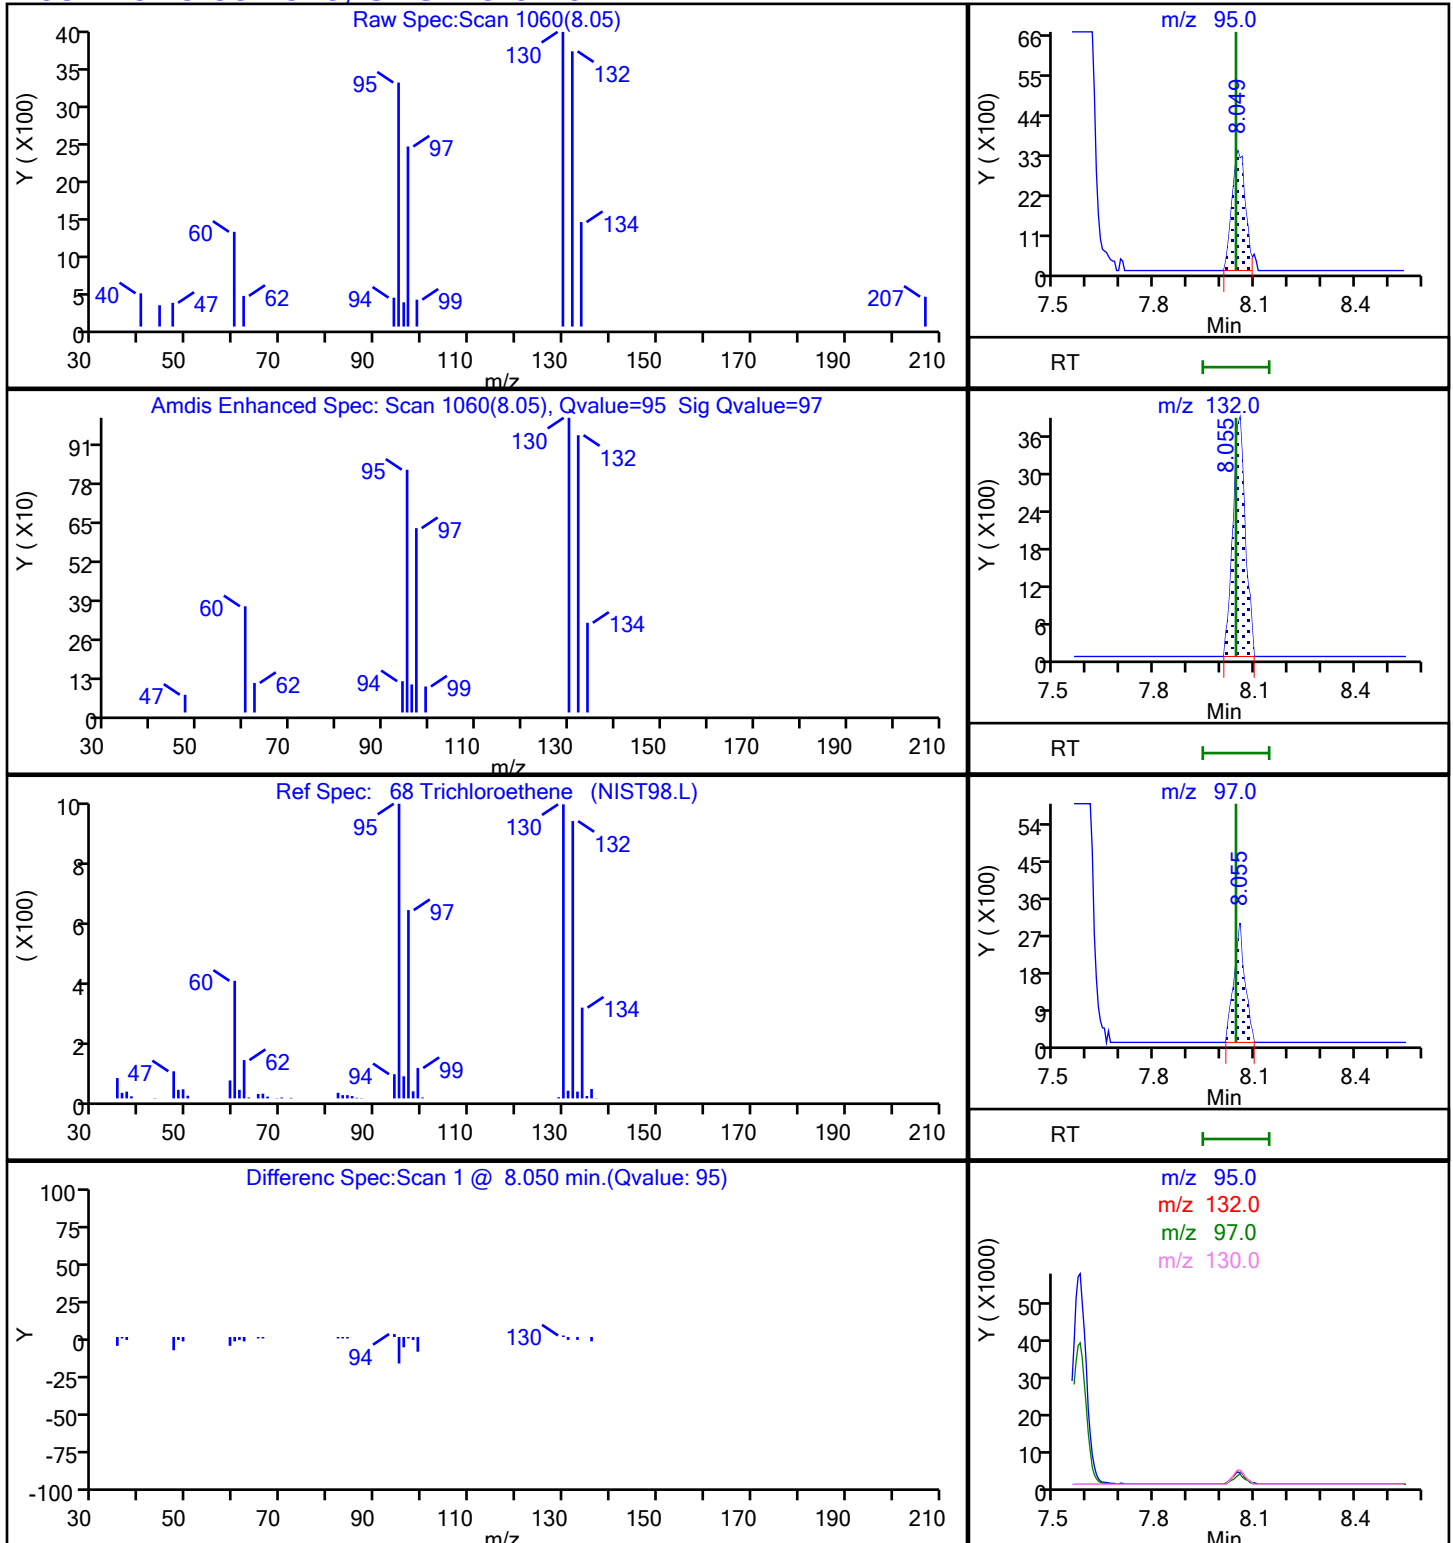 Raw Spec:Scan 1060(8.05)
Y ( X100)
40
35
30
25
20
15
10
5
0
130
132
95
97
134
60
40
47
62
94
99
207
30 50 70 90 110 130 150 170 190 210
m/z
m/z 95.0
Y ( X100)
66
55
44
33
22
11
0
8.049
7.5 7.8 8.1 8.4
Min
RT
Amdis Enhanced Spec: Scan 1060(8.05), Qvalue=95 Sig Qvalue=97
Y ( X10)
91
78
65
52
39
26
13
0
130
132
95
97
60
134
47
62
94
99
30 50 70 90 110 130 150 170 190 210
m/z
m/z 132.0
Y ( X100)
36
30
24
18
12
6
0
8.055
7.5 7.8 8.1 8.4
Min
RT
Ref Spec: 68 Trichloroethene (NIST98.L)
( X100)
10
8
6
4
2
0
95
130
132
97
60
134
47
62
94
99
30 50 70 90 110 130 150 170 190 210
m/z 97.0
Y ( X100)
54
45
36
27
18
9
0
8.055
7.5 7.8 8.1 8.4
Min
RT
Differenc Spec:Scan 1 @ 8.050 min.(Qvalue: 95)
Y
100
75
50
25
0
-25
-50
-75
-100
94
130
30 50 70 90 110 130 150 170 190 210
m/z
m/z 95.0
m/z 132.0
m/z 97.0
m/z 130.0
Y ( X1000)
50
40
30
20
10
0
7.5 7.8 8.1 8.4
Min